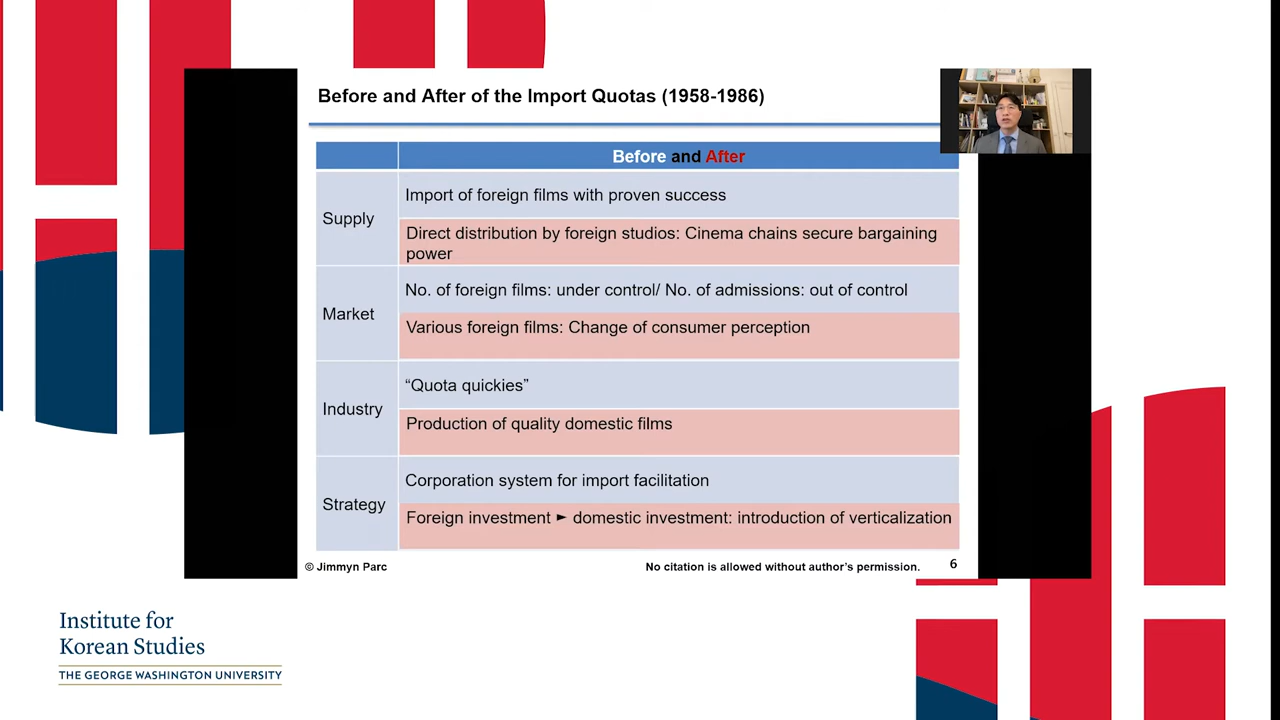 Before and After of the Import Quotas (1958-1986)
Before and After
Supply
Import of foreign films with proven success
Direct distribution by foreign studios: Cinema chains secure bargaining
power
Market
No. of foreign films: under control/ No. of admissions: out of control
Various foreign films: Change of consumer perception
Industry
“Quota quickies”
Production of quality domestic films
Strategy
Corporation system for import facilitation
Foreign investment ► domestic investment: introduction of verticalization
© Jimmyn Parc
No citation is allowed without author’s permission.
6
Institute for
Korean Studies
THE GEORGE WASHINGTON UNIVERSITY